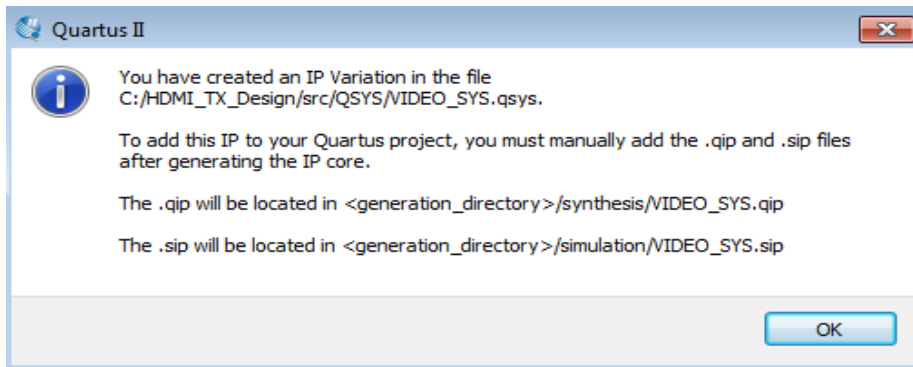 Quartus II
You have created an IP Variation in the file
C:/HDMI_TX_Design/src/QSYS/VIDEO_SYS.qsys.
To add this IP to your Quartus project, you must manually add the .qip and .sip files
after generating the IP core.
The .qip will be located in <generation_directory>/synthesis/VIDEO_SYS.qip
The .sip will be located in <generation_directory>/simulation/VIDEO_SYS.sip
OK